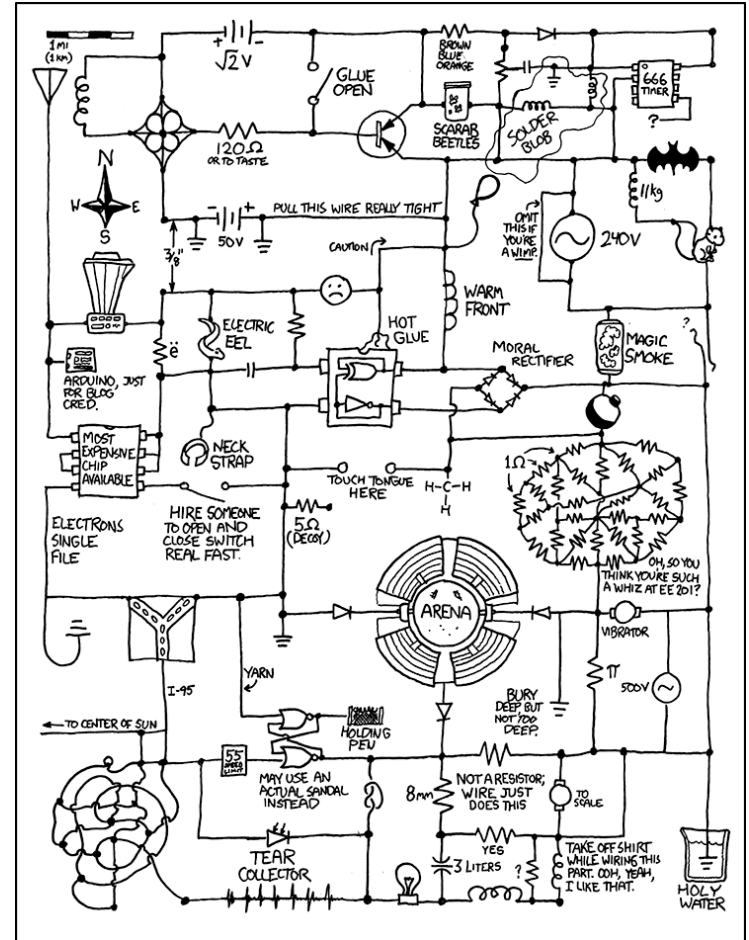 1 MI
(1 KM)
+ -
√2 V
GLUE
OPEN
BROWN
BLUE
ORANGE
SCARAB
BEETLES
SOLDER
BLOB
666
TIMER
?
120Ω
OR TO TASTE
N
W E
S
- +
50V
PULL THIS WIRE REALLY TIGHT
3/8"
CAUTION
OMIT
THIS IF
YOU'RE
A WIMP.
240V
11kg
ELECTRIC
EEL
HOT
GLUE
WARM
FRONT
MORAL
RECTIFIER
MAGIC
SMOKE
?
ë
ARDUINO, JUST
FOR BLOG
CRED.
MOST
EXPENSIVE
CHIP
AVAILABLE
NECK
STRAP
TOUCH TONGUE
HERE
H-C-H
H
1Ω
HIRE SOMEONE
TO OPEN AND
CLOSE SWITCH
REAL FAST.
5Ω
(DECOY)
ELECTRONS
SINGLE
FILE
OH, SO YOU
THINK YOU'RE SUCH
A WHIZ AT EE 201?
ARENA
VIBRATOR
I-95
YARN
π
500V
BURY
DEEP, BUT
NOT TOO
DEEP.
TO CENTER OF SUN
HOLDING
PEN
55
SPEED
LIMIT
MAY USE AN
ACTUAL SANDAL
INSTEAD
8mm
NOT A RESISTOR;
WIRE JUST
DOES THIS
TO
SCALE
TEAR
COLLECTOR
YES
3 LITERS
?
TAKE OFF SHIRT
WHILE WIRING THIS
PART. OOH, YEAH,
I LIKE THAT.
HOLY
WATER